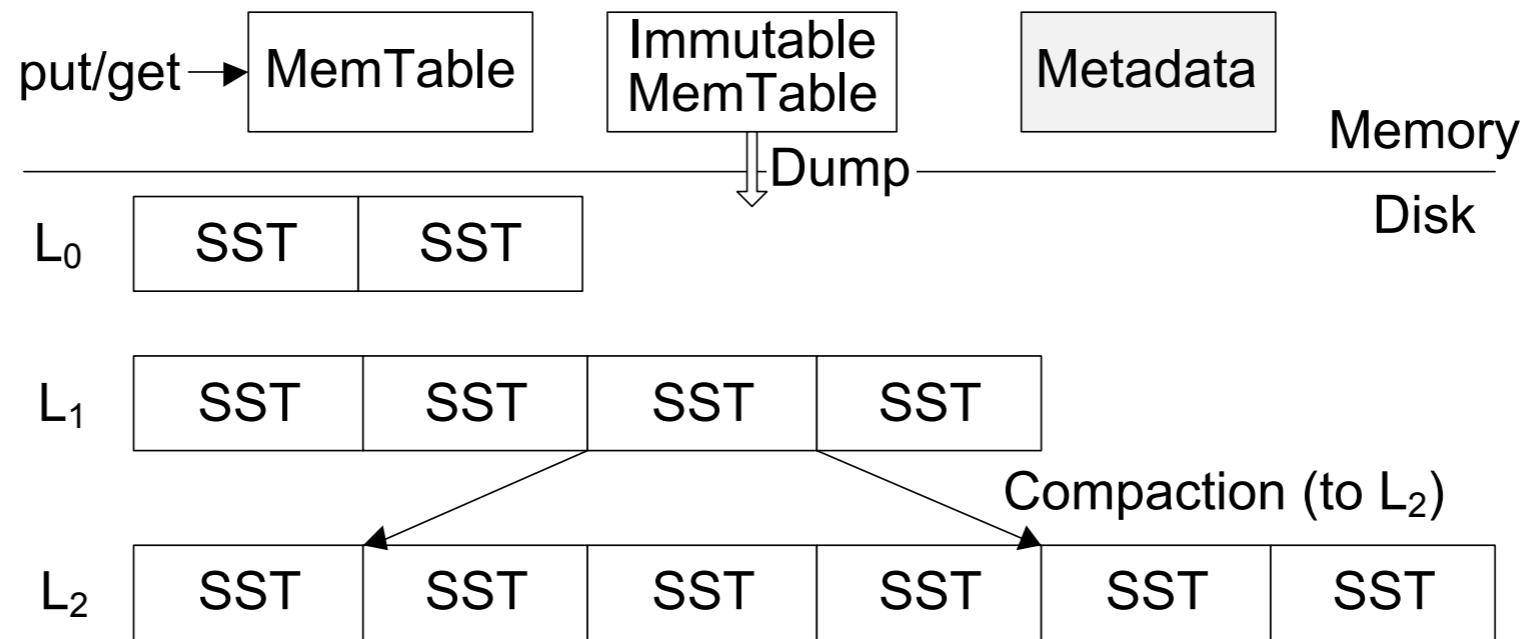 put/get
MemTable
Immutable
MemTable
Metadata
Memory
Dump
Disk
L₀ SST SST
L₁ SST SST SST SST
Compaction (to L₂)
L₂ SST SST SST SST SST SST